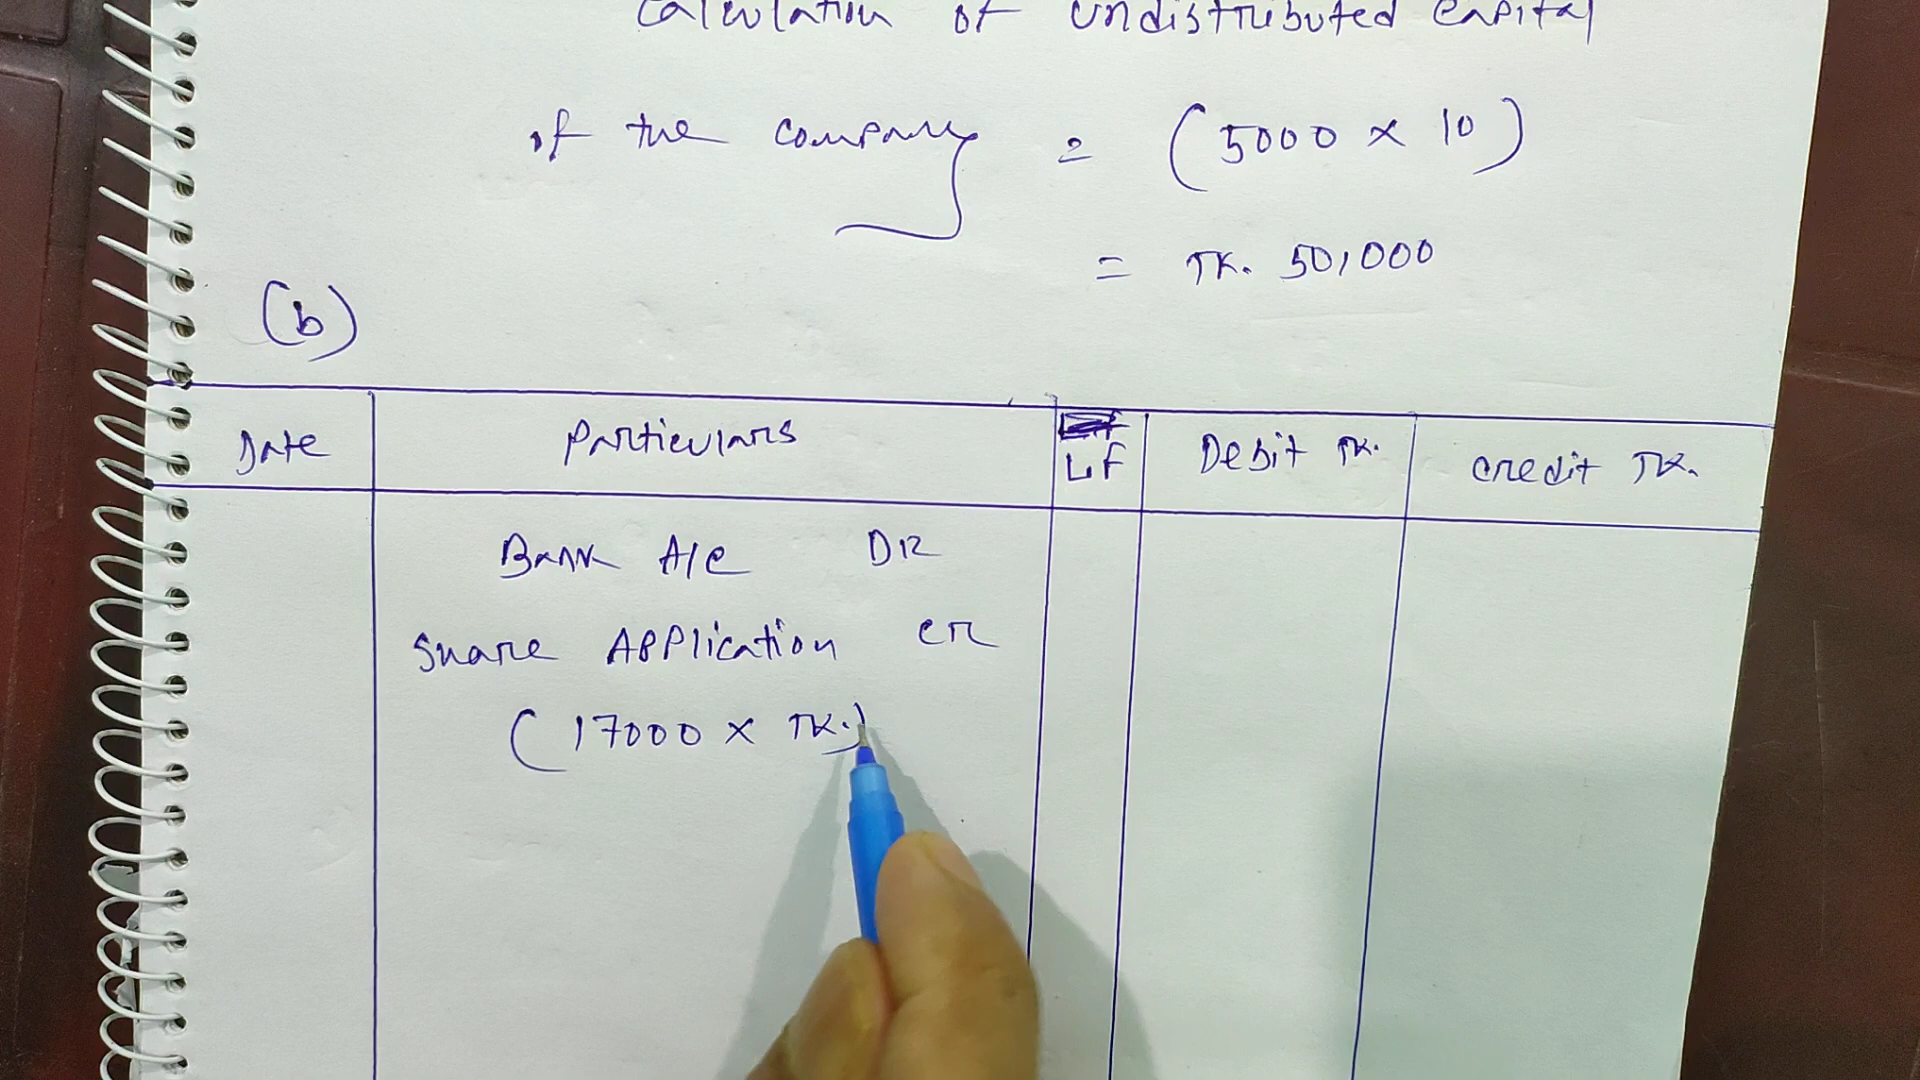 Calculation of undistributed capital
of the company = (5000 × 10)
= TK. 50,000
(b)
Date Particulars LF Debit TK. Credit TK.
Bank A/C DR
Share Application CR
(17000 × TK.)